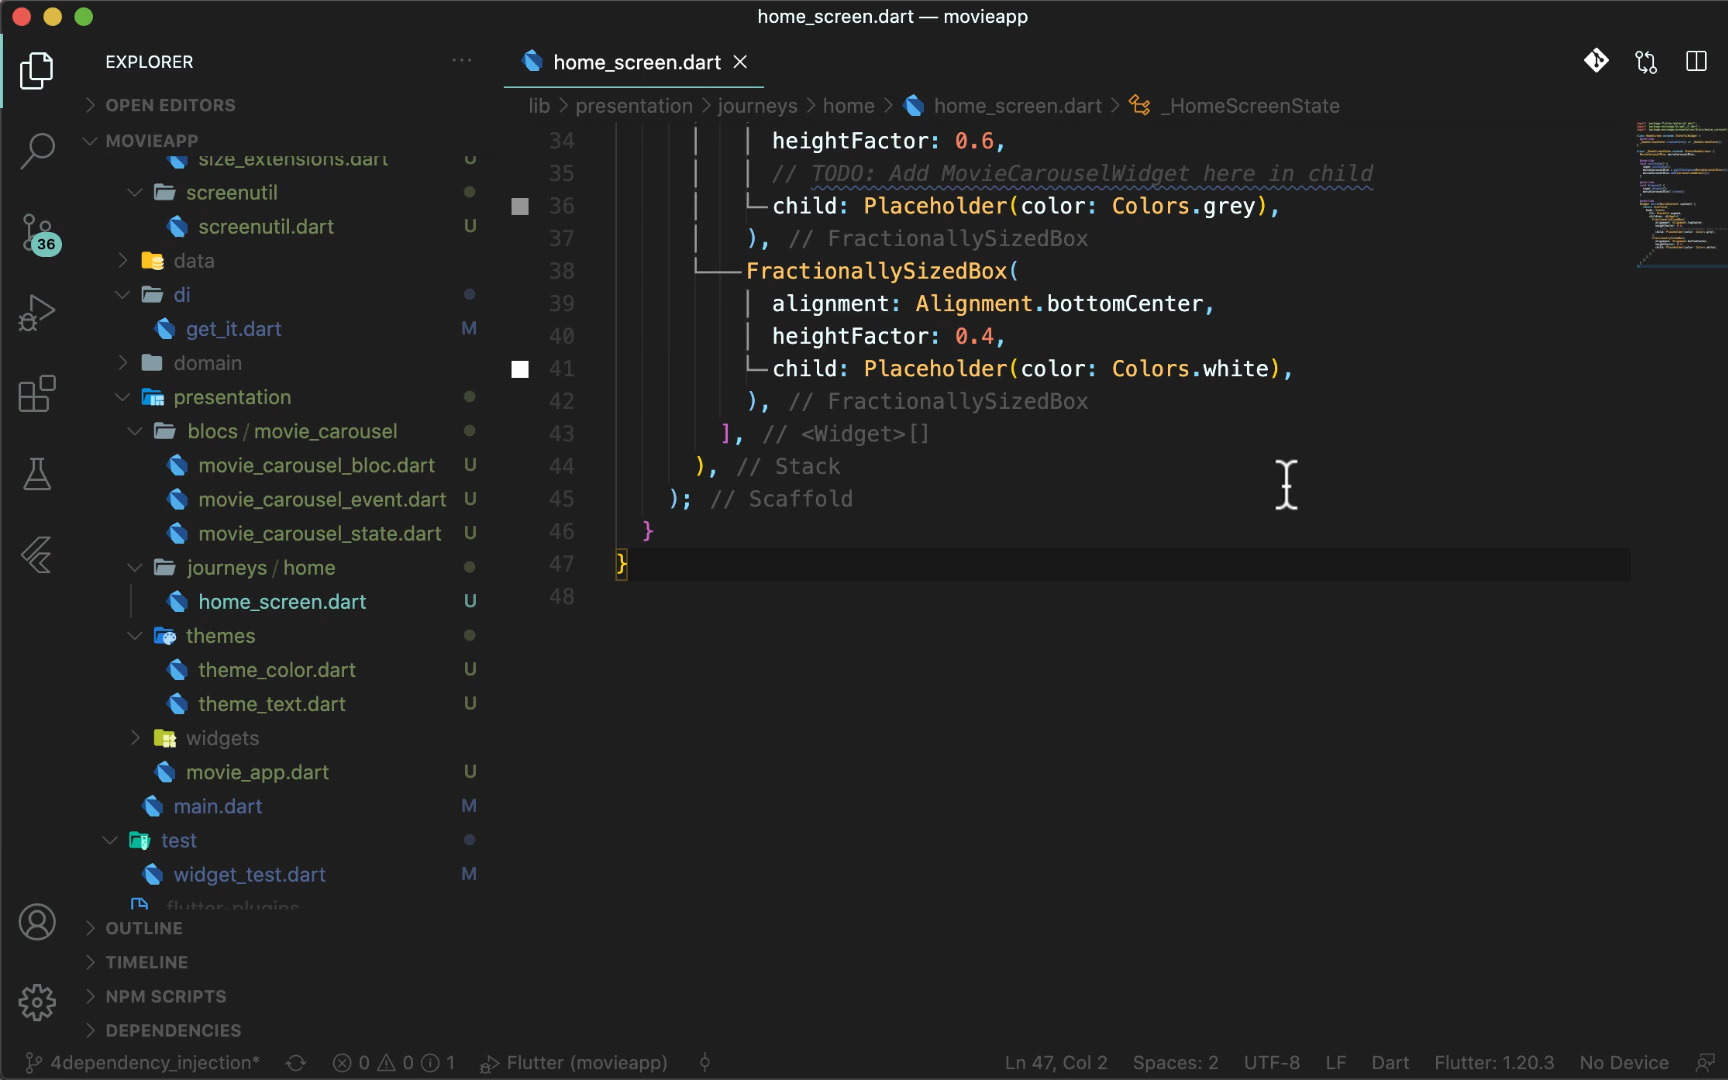 home_screen.dart — movieapp
EXPLORER
home_screen.dart
OPEN EDITORS
lib > presentation > journeys > home > home_screen.dart > _HomeScreenState
MOVIEAPP
size_extensions.dart U
screenutil
screenutil.dart U
data
di
get_it.dart M
domain
presentation
blocs / movie_carousel
movie_carousel_bloc.dart U
movie_carousel_event.dart U
movie_carousel_state.dart U
journeys / home
home_screen.dart U
themes
theme_color.dart U
theme_text.dart U
widgets
movie_app.dart U
main.dart M
test
widget_test.dart M
.flutter-plugins
OUTLINE
TIMELINE
NPM SCRIPTS
DEPENDENCIES
36
34 heightFactor: 0.6,
35 // TODO: Add MovieCarouselWidget here in child
36 child: Placeholder(color: Colors.grey),
37 ), // FractionallySizedBox
38 FractionallySizedBox(
39 alignment: Alignment.bottomCenter,
40 heightFactor: 0.4,
41 child: Placeholder(color: Colors.white),
42 ), // FractionallySizedBox
43 ], // <Widget>[]
44 ), // Stack
45 ); // Scaffold
46 }
47 }
48
4dependency_injection* 0 0 1 Flutter (movieapp) Ln 47, Col 2 Spaces: 2 UTF-8 LF Dart Flutter: 1.20.3 No Device